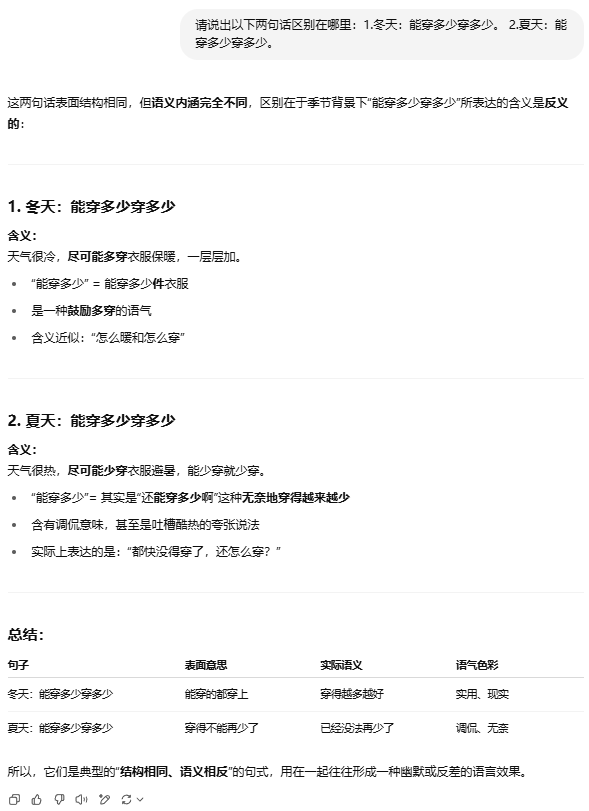 请说出以下两句话区别在哪里：1.冬天：能穿多少穿多少。 2.夏天：能
穿多少穿多少。
这两句话表面结构相同，但语义内涵完全不同，区别在于季节背景下“能穿多少穿多少”所表达的含义是反义
的：
1. 冬天：能穿多少穿多少
含义：
天气很冷，尽可能多穿衣服保暖，一层层加。
• “能穿多少” = 能穿多少件衣服
• 是一种鼓励多穿的语气
• 含义近似：“怎么暖和怎么穿”
2. 夏天：能穿多少穿多少
含义：
天气很热，尽可能少穿衣服避暑，能少穿就少穿。
• “能穿多少”= 其实是“还能穿多少啊”这种无奈地穿得越来越少
• 含有调侃意味，甚至是吐槽酷热的夸张说法
• 实际上表达的是：“都快没得穿了，还怎么穿？”
总结：
句子 表面意思 实际语义 语气色彩
冬天：能穿多少穿多少 能穿的都穿上 穿得越多越好 实用、现实
夏天：能穿多少穿多少 穿得不能再少了 已经没法再少了 调侃、无奈
所以，它们是典型的“结构相同、语义相反”的句式，用在一起往往形成一种幽默或反差的语言效果。